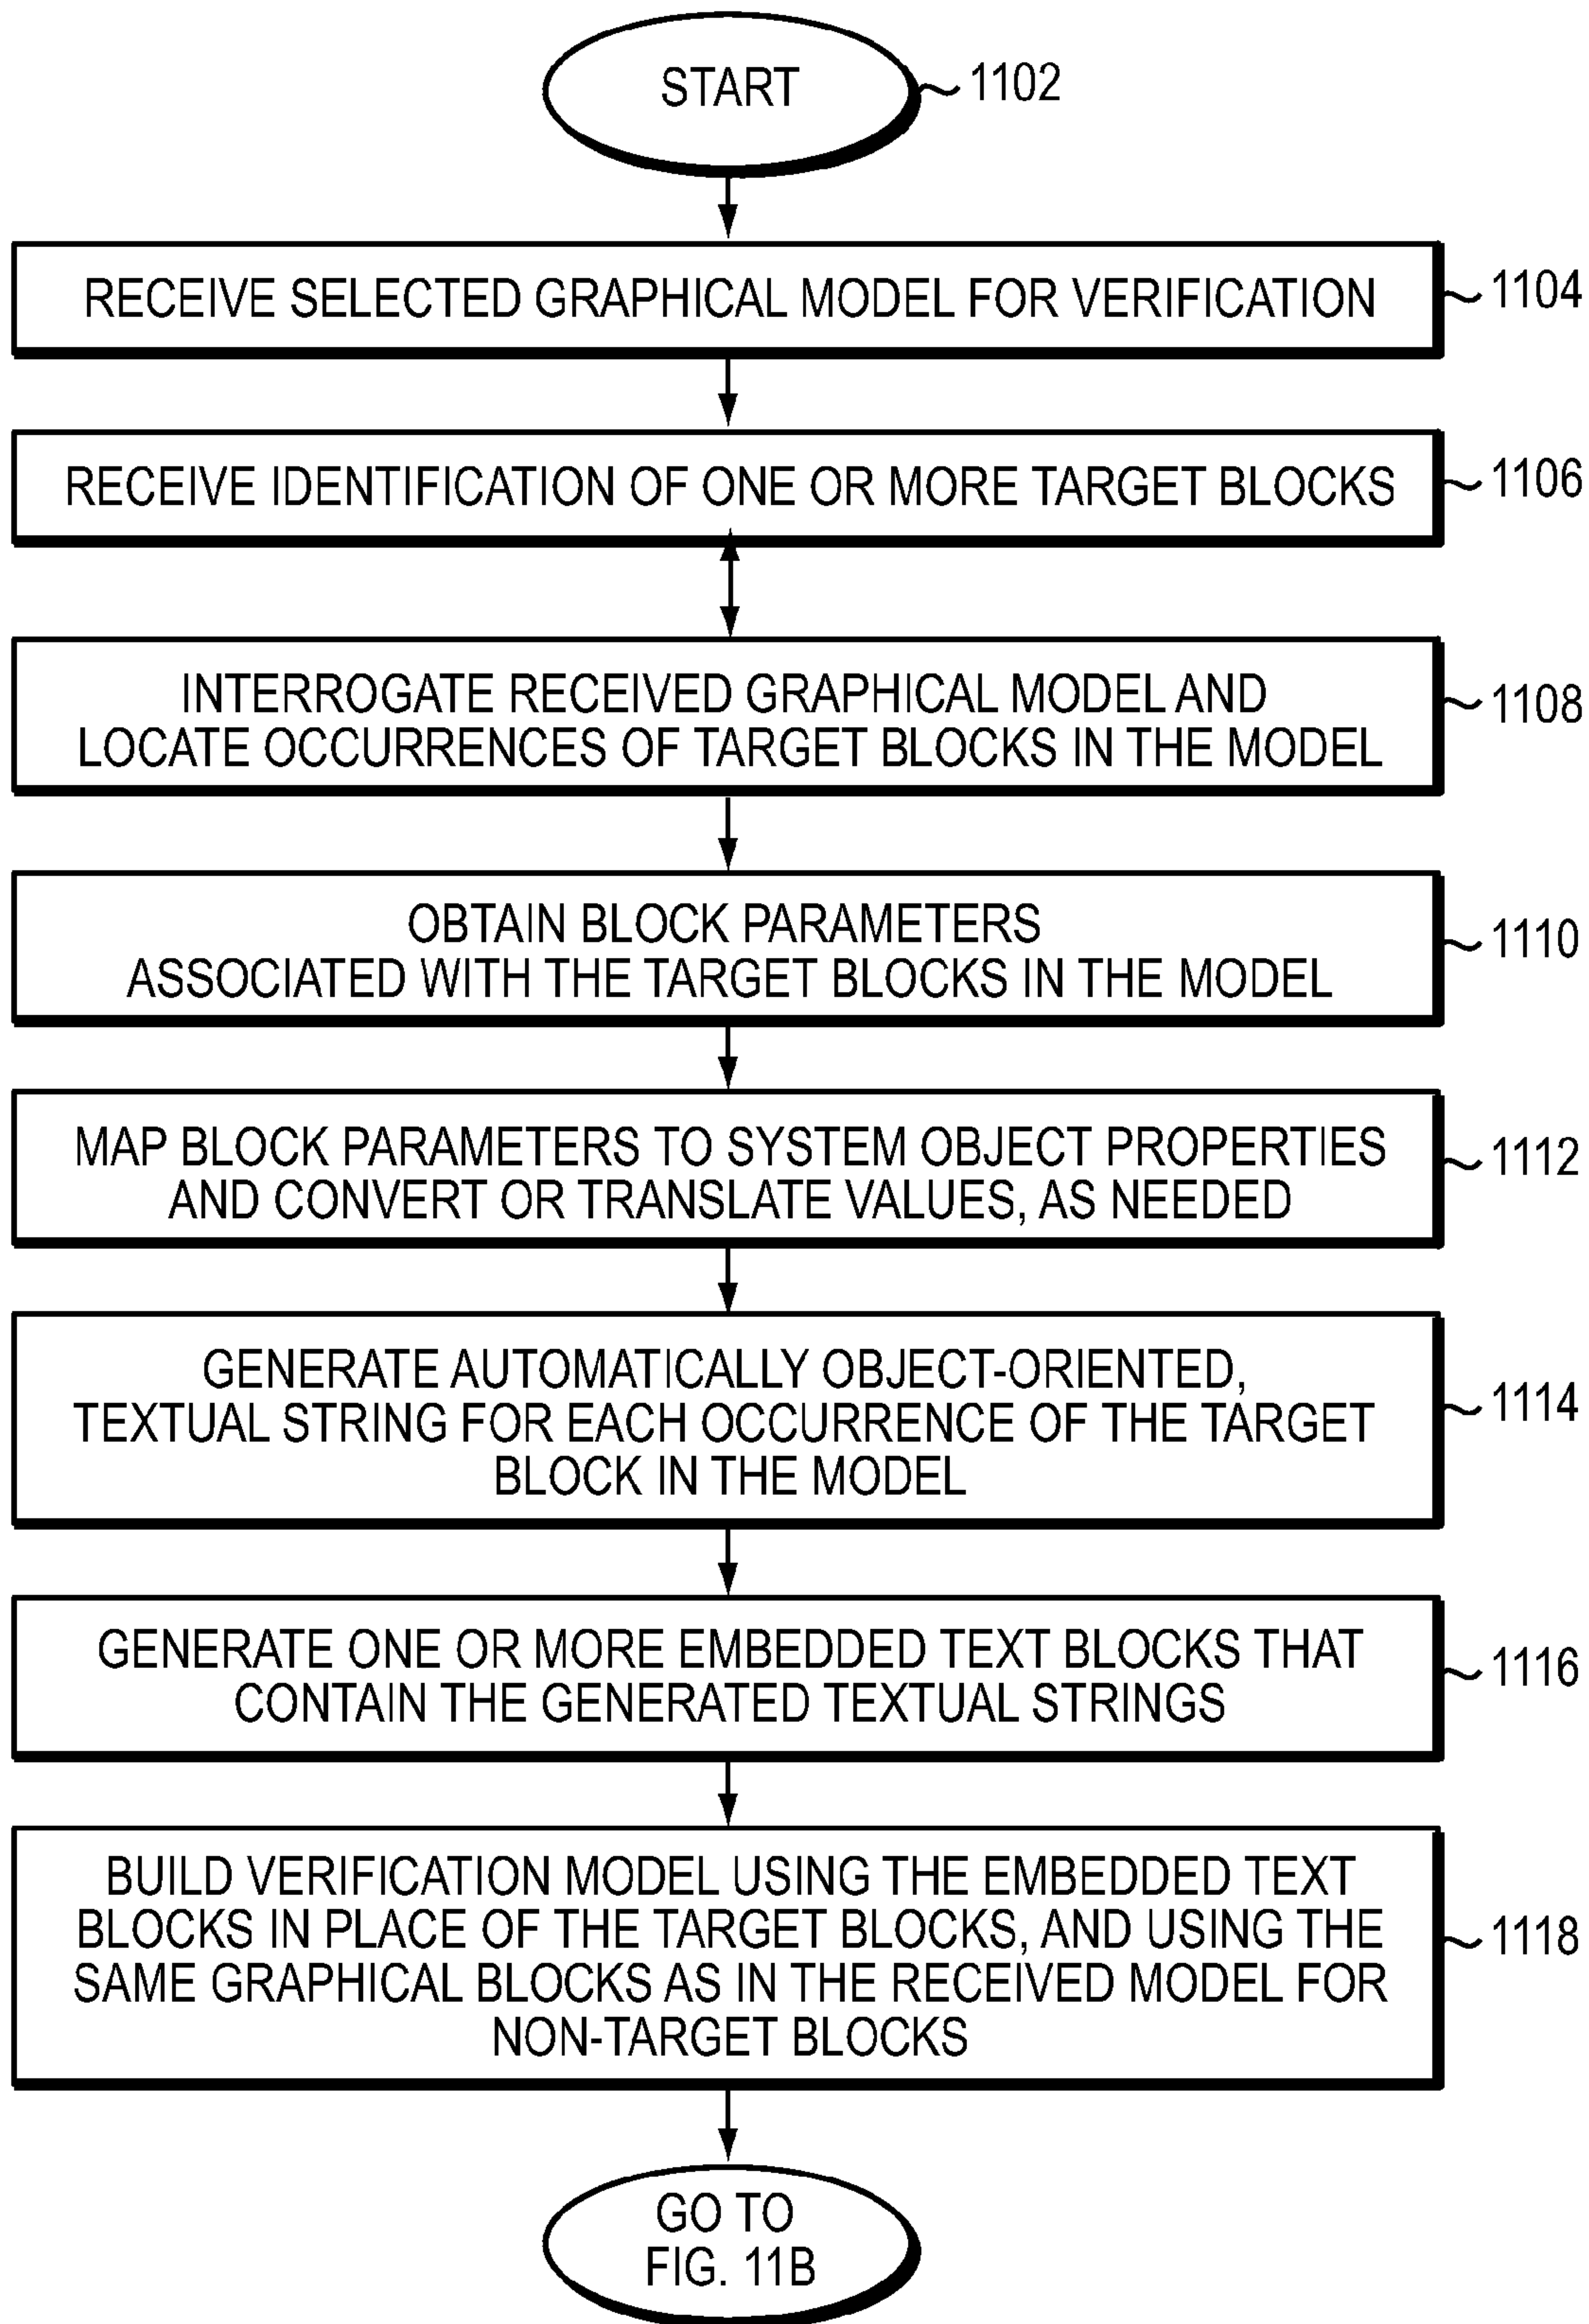 START
1102
RECEIVE SELECTED GRAPHICAL MODEL FOR VERIFICATION
1104
RECEIVE IDENTIFICATION OF ONE OR MORE TARGET BLOCKS
1106
INTERROGATE RECEIVED GRAPHICAL MODEL AND
LOCATE OCCURRENCES OF TARGET BLOCKS IN THE MODEL
1108
OBTAIN BLOCK PARAMETERS
ASSOCIATED WITH THE TARGET BLOCKS IN THE MODEL
1110
MAP BLOCK PARAMETERS TO SYSTEM OBJECT PROPERTIES
AND CONVERT OR TRANSLATE VALUES, AS NEEDED
1112
GENERATE AUTOMATICALLY OBJECT-ORIENTED,
TEXTUAL STRING FOR EACH OCCURRENCE OF THE TARGET
BLOCK IN THE MODEL
1114
GENERATE ONE OR MORE EMBEDDED TEXT BLOCKS THAT
CONTAIN THE GENERATED TEXTUAL STRINGS
1116
BUILD VERIFICATION MODEL USING THE EMBEDDED TEXT
BLOCKS IN PLACE OF THE TARGET BLOCKS, AND USING THE
SAME GRAPHICAL BLOCKS AS IN THE RECEIVED MODEL FOR
NON-TARGET BLOCKS
1118
GO TO
FIG. 11B